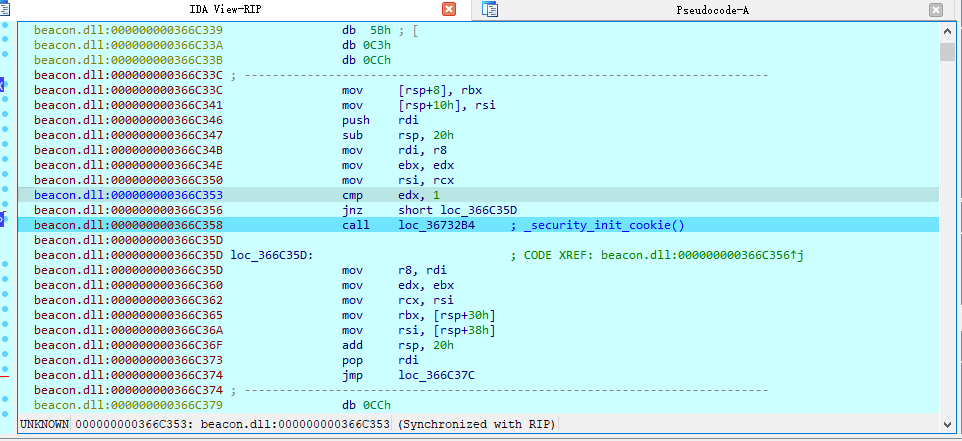 IDA View-RIP
Pseudocode-A
beacon.dll:000000000366C339 db 5Bh ; [
beacon.dll:000000000366C33A db 0C3h
beacon.dll:000000000366C33B db 0CCh
beacon.dll:000000000366C33C ; ---------------------------------------------------------------------------
beacon.dll:000000000366C33C mov [rsp+8], rbx
beacon.dll:000000000366C341 mov [rsp+10h], rsi
beacon.dll:000000000366C346 push rdi
beacon.dll:000000000366C347 sub rsp, 20h
beacon.dll:000000000366C34B mov rdi, r8
beacon.dll:000000000366C34E mov ebx, edx
beacon.dll:000000000366C350 mov rsi, rcx
beacon.dll:000000000366C353 cmp edx, 1
beacon.dll:000000000366C356 jnz short loc_366C35D
beacon.dll:000000000366C358 call loc_36732B4 ; _security_init_cookie()
beacon.dll:000000000366C35D
beacon.dll:000000000366C35D loc_366C35D: ; CODE XREF: beacon.dll:000000000366C356↑j
beacon.dll:000000000366C35D mov r8, rdi
beacon.dll:000000000366C360 mov edx, ebx
beacon.dll:000000000366C362 mov rcx, rsi
beacon.dll:000000000366C365 mov rbx, [rsp+30h]
beacon.dll:000000000366C36A mov rsi, [rsp+38h]
beacon.dll:000000000366C36F add rsp, 20h
beacon.dll:000000000366C373 pop rdi
beacon.dll:000000000366C374 jmp loc_366C37C
beacon.dll:000000000366C374 ; ---------------------------------------------------------------------------
beacon.dll:000000000366C379 db 0CCh
UNKNOWN 000000000366C353: beacon.dll:000000000366C353 (Synchronized with RIP)